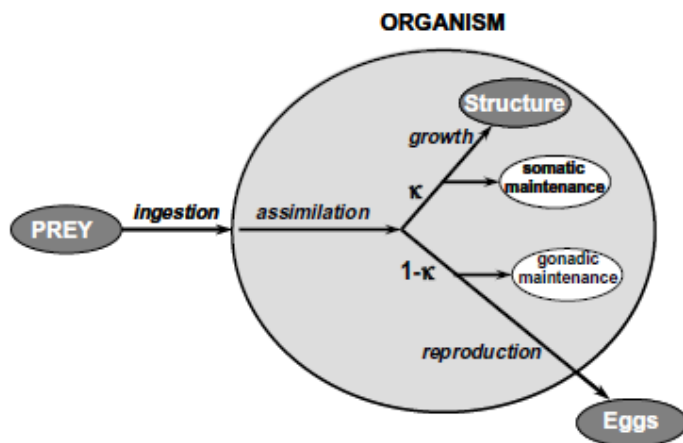 ORGANISM
Structure
growth
somatic
maintenance
κ
ingestion
assimilation
PREY
gonadic
maintenance
1-κ
reproduction
Eggs